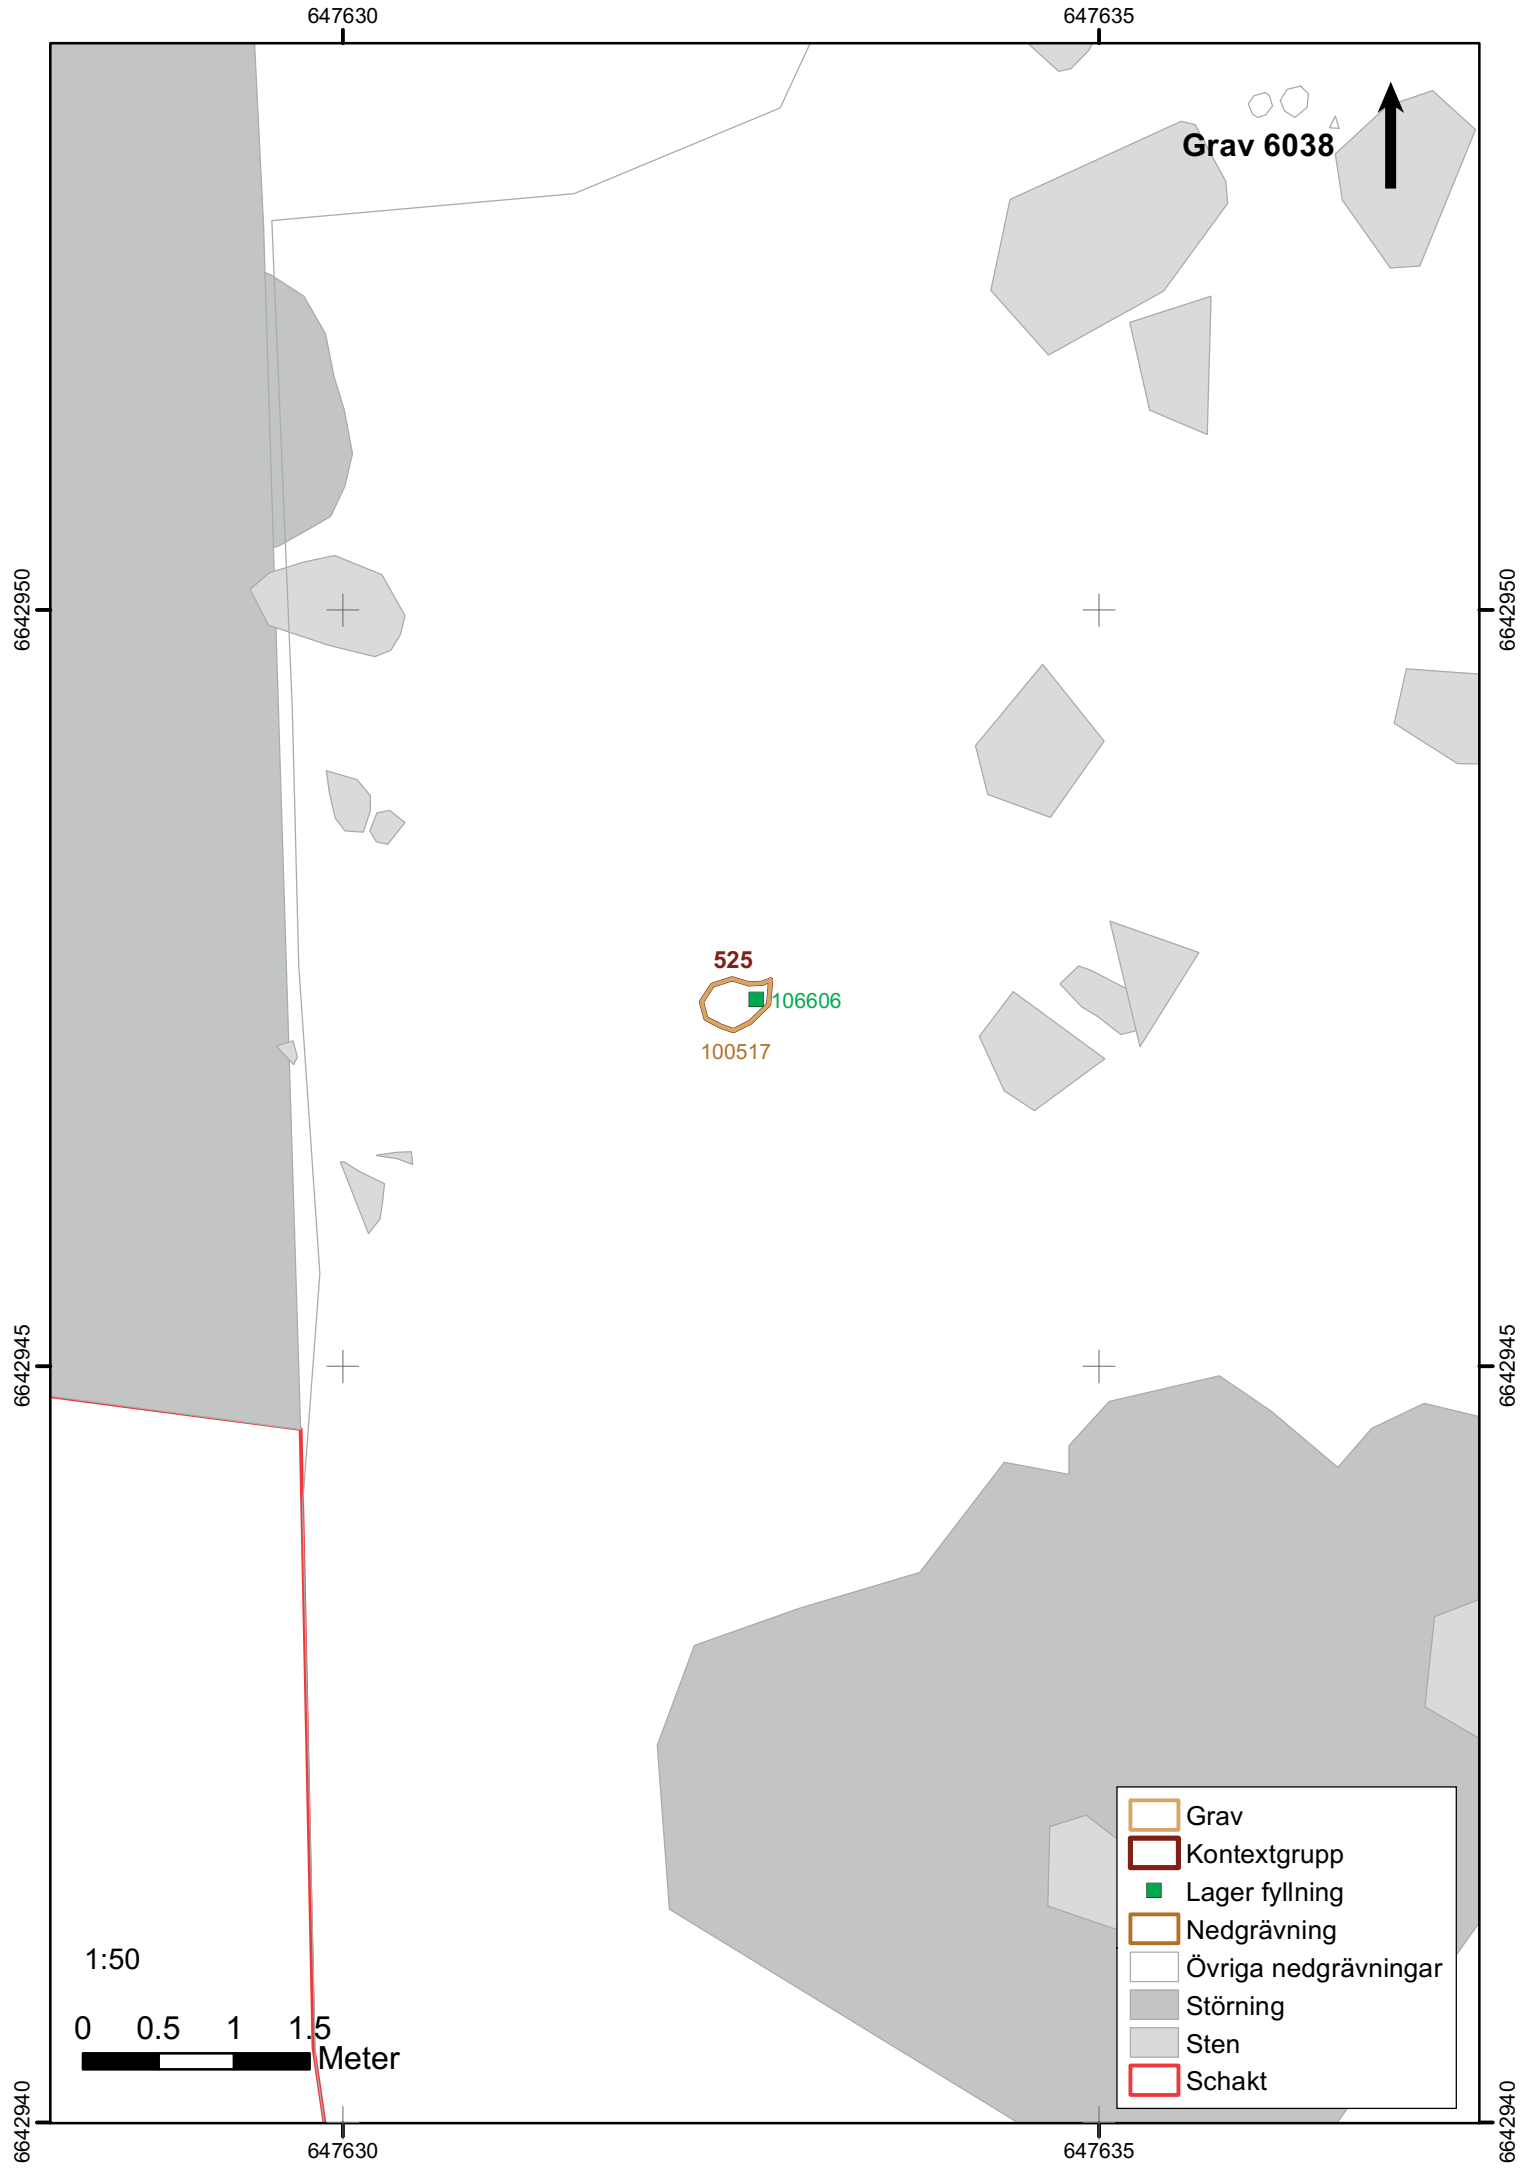 647630
647635
Grav 6038
6642950
6642950
525
106606
100517
6642945
6642945
Grav
Kontextgrupp
Lager fyllning
Nedgrävning
Övriga nedgrävningar
Störning
Sten
Schakt
1:50
0 0.5 1 1.5
Meter
6642940
6642940
647630
647635